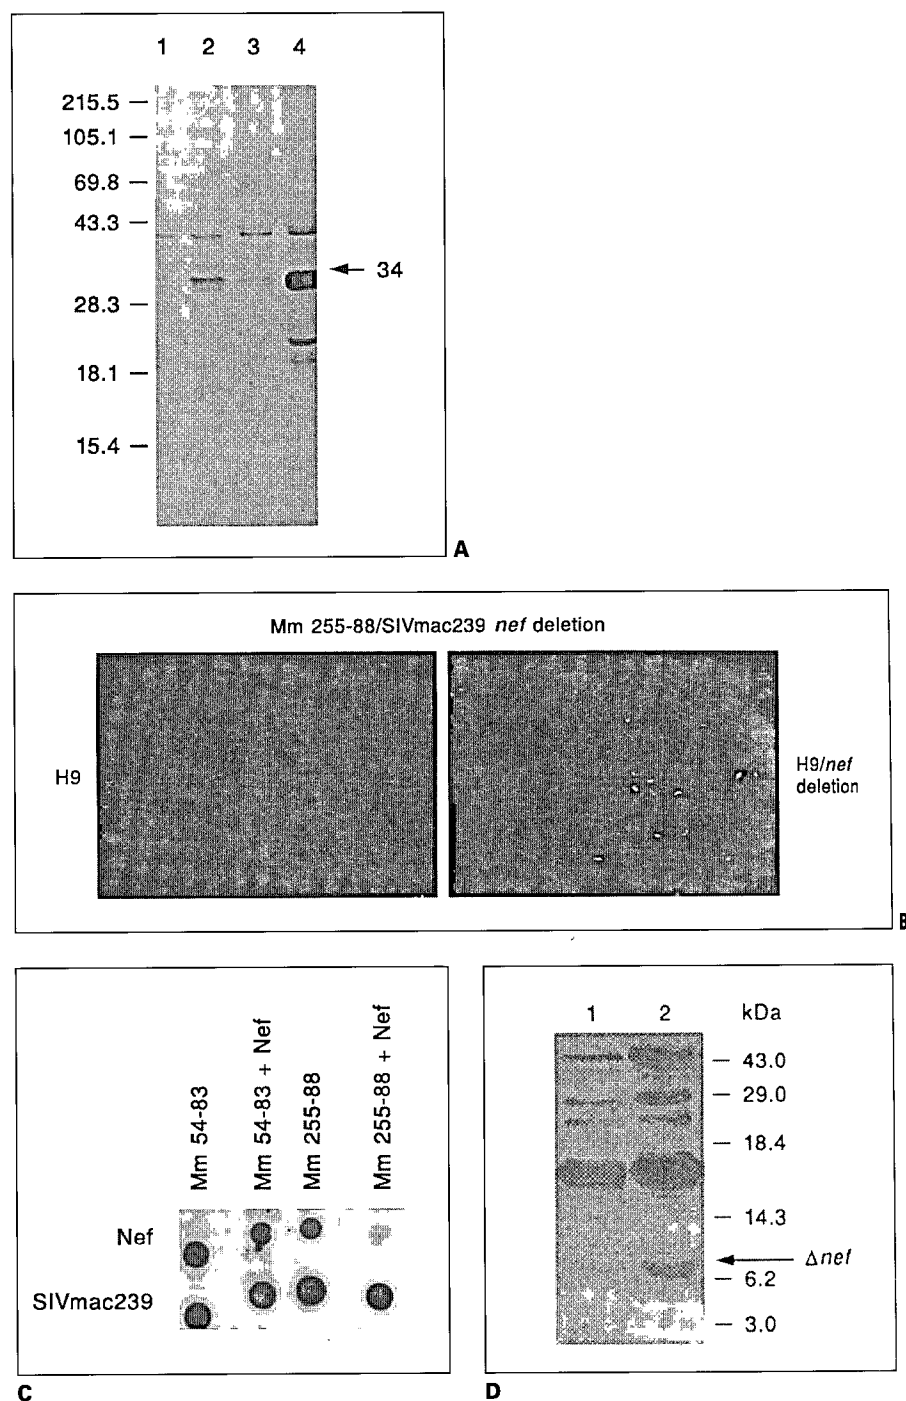 1 2 3 4
215.5 —
105.1 —
69.8 —
43.3 —
34
28.3 —
18.1 —
15.4 —
A
Mm 255-88/SIVmac239 nef deletion
H9
H9/nef
deletion
B
Mm 54-83
Mm 54-83 + Nef
Mm 255-88
Mm 255-88 + Nef
Nef
SIVmac239
C
1 2 kDa
— 43.0
— 29.0
— 18.4
— 14.3
Δnef
— 6.2
— 3.0
D